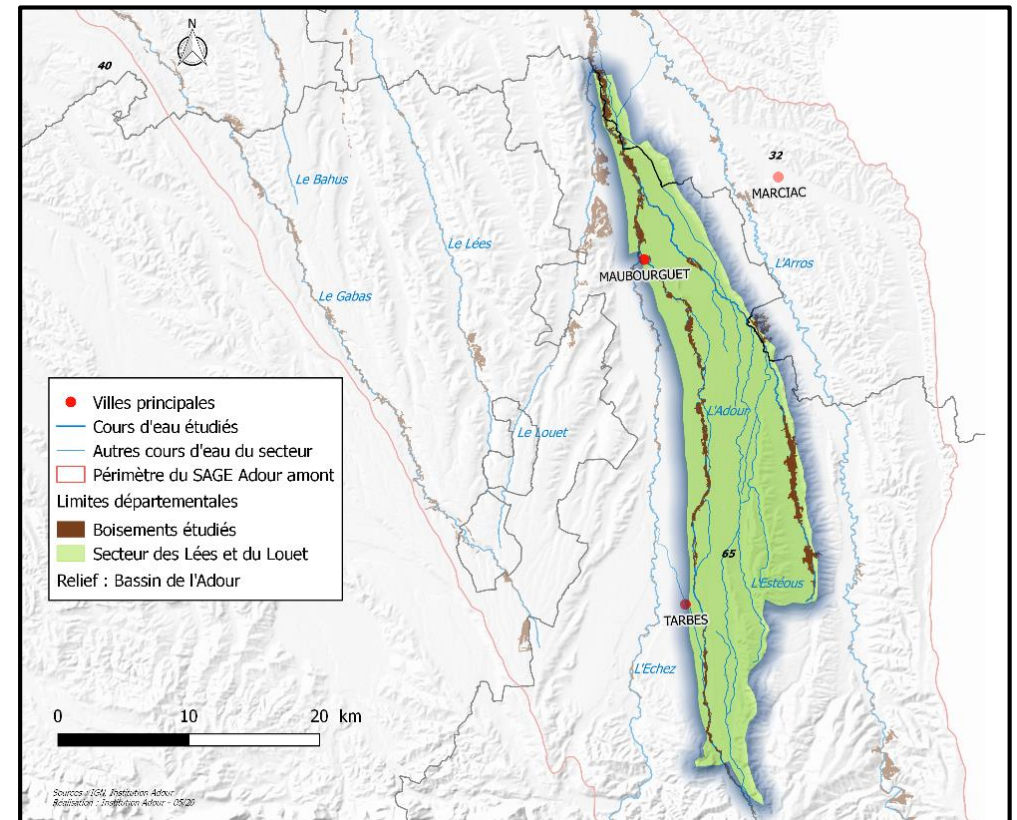 N
40
Le Bahus
32
MARCIAC
Le Lées
L'Arros
MAUBOURGUET
Le Gabas
Villes principales
Cours d'eau étudiés
Autres cours d'eau du secteur
Périmètre du SAGE Adour amont
Limites départementales
Boisements étudiés
Secteur des Lées et du Louet
Relief : Bassin de l'Adour
L'Adour
Le Louet
65
L'Estéous
TARBES
L'Echez
0 10 20 km
Sources : IGN, Institution Adour
Réalisation : Institution Adour - 05/20